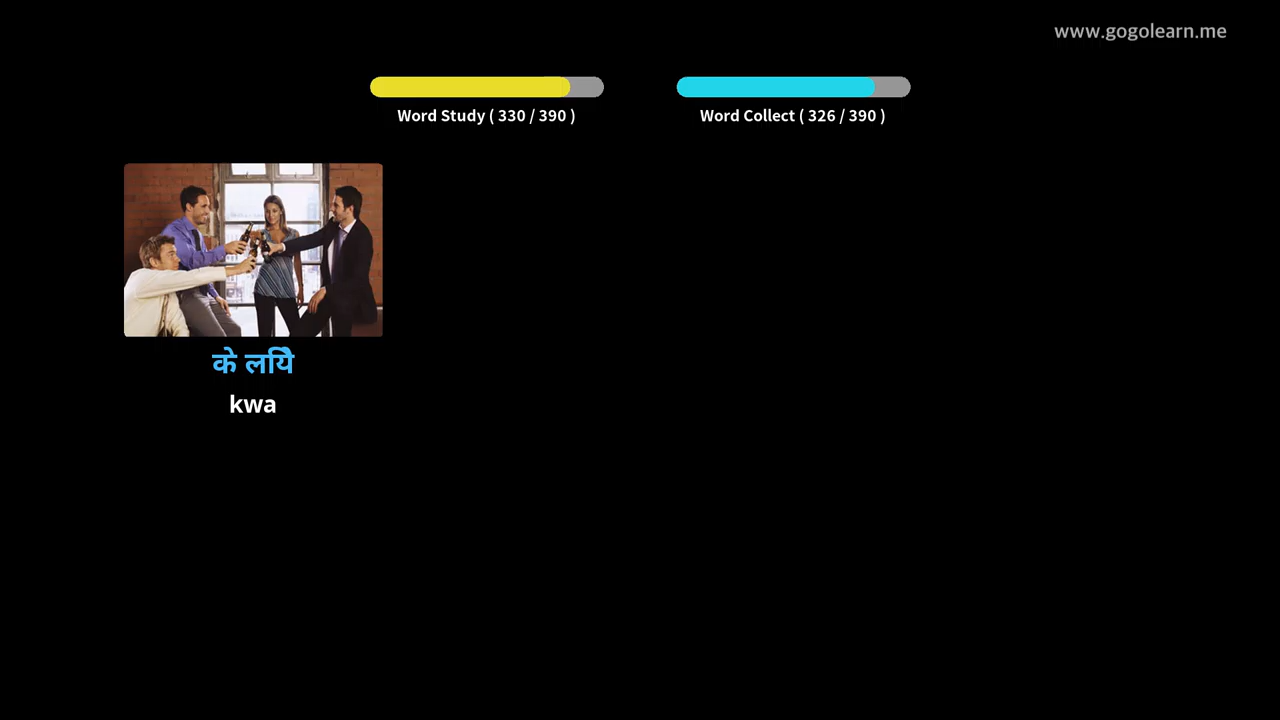 www.gogolearn.me
Word Study ( 330 / 390 )
Word Collect ( 326 / 390 )
के लिये
kwa